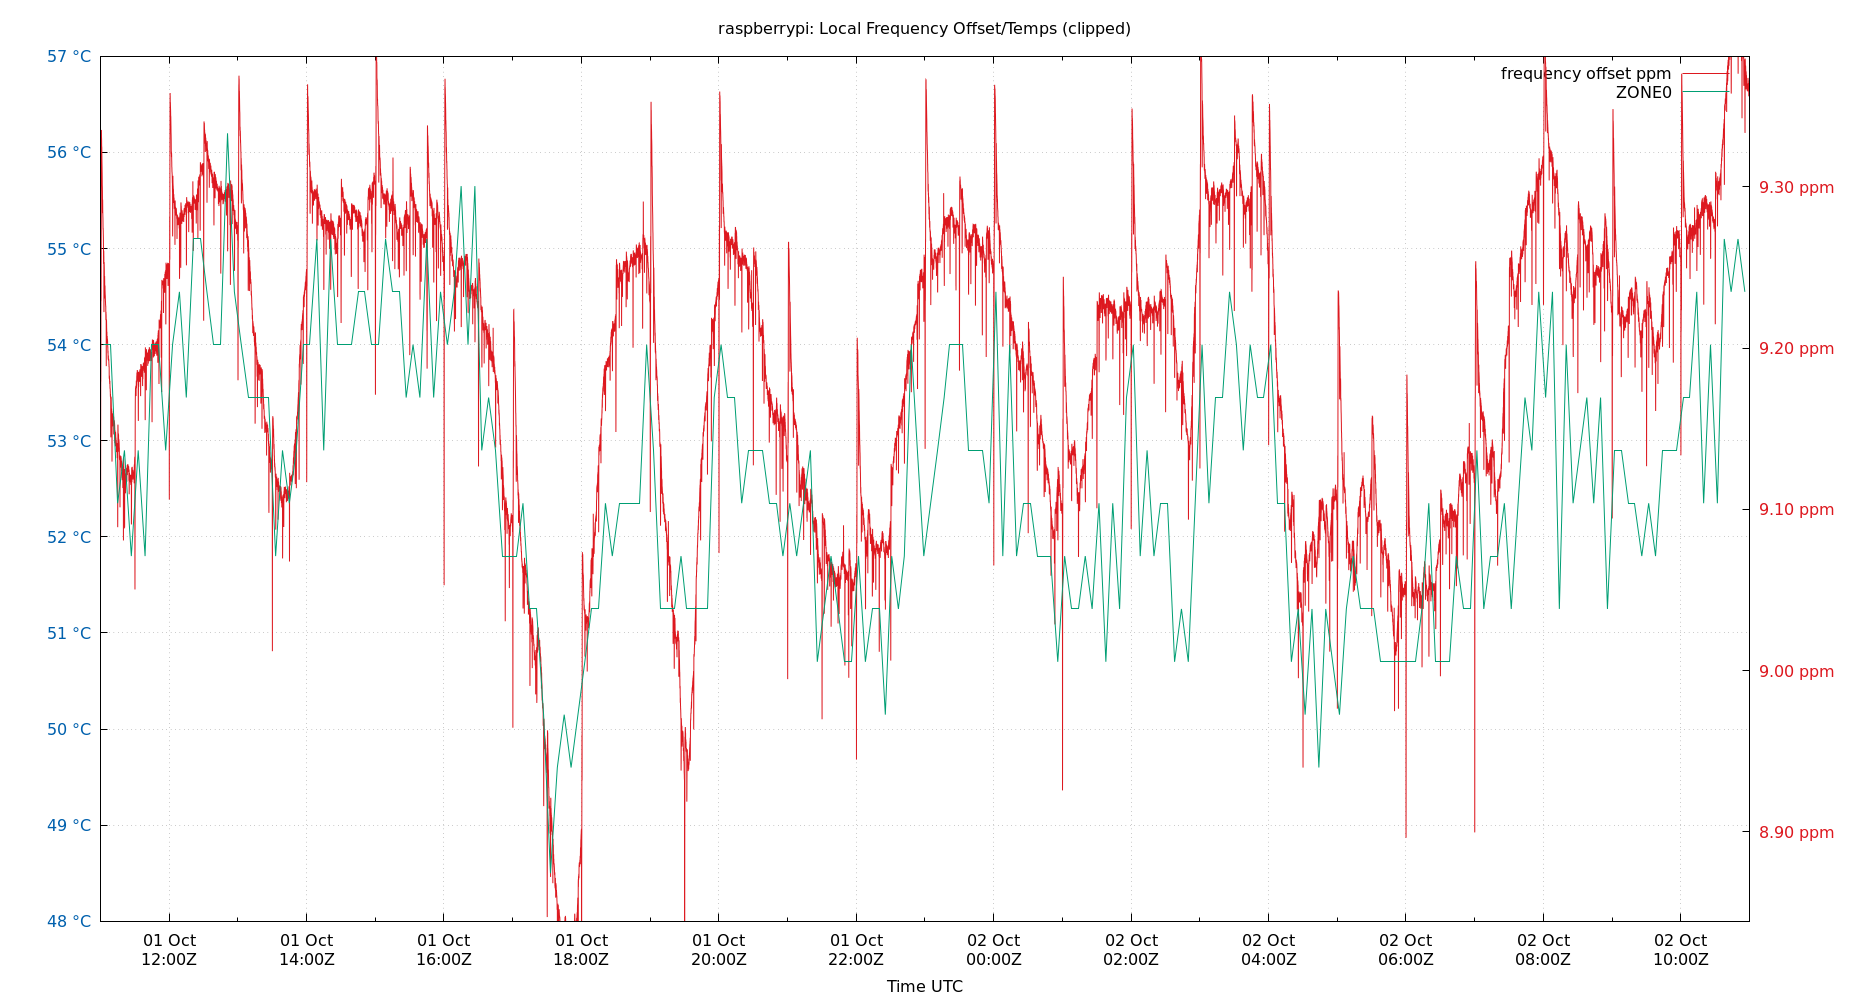 raspberrypi: Local Frequency Offset/Temps (clipped)
57 °C
56 °C
55 °C
54 °C
53 °C
52 °C
51 °C
50 °C
49 °C
48 °C
frequency offset ppm
ZONE0
9.30 ppm
9.20 ppm
9.10 ppm
9.00 ppm
8.90 ppm
01 Oct 01 Oct 01 Oct 01 Oct 01 Oct 01 Oct 02 Oct 02 Oct 02 Oct 02 Oct 02 Oct 02 Oct
12:00Z 14:00Z 16:00Z 18:00Z 20:00Z 22:00Z 00:00Z 02:00Z 04:00Z 06:00Z 08:00Z 10:00Z
Time UTC